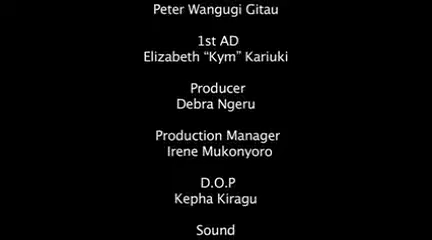 Peter Wangugi Gitau
1st AD
Elizabeth “Kym” Kariuki
Producer
Debra Ngeru
Production Manager
Irene Mukonyoro
D.O.P
Kepha Kiragu
Sound